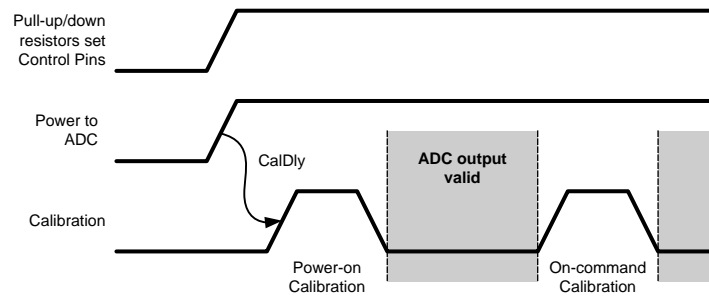 Pull-up/down
resistors set
Control Pins
Power to
ADC
CalDly
ADC output
valid
Calibration
Power-on
Calibration
On-command
Calibration